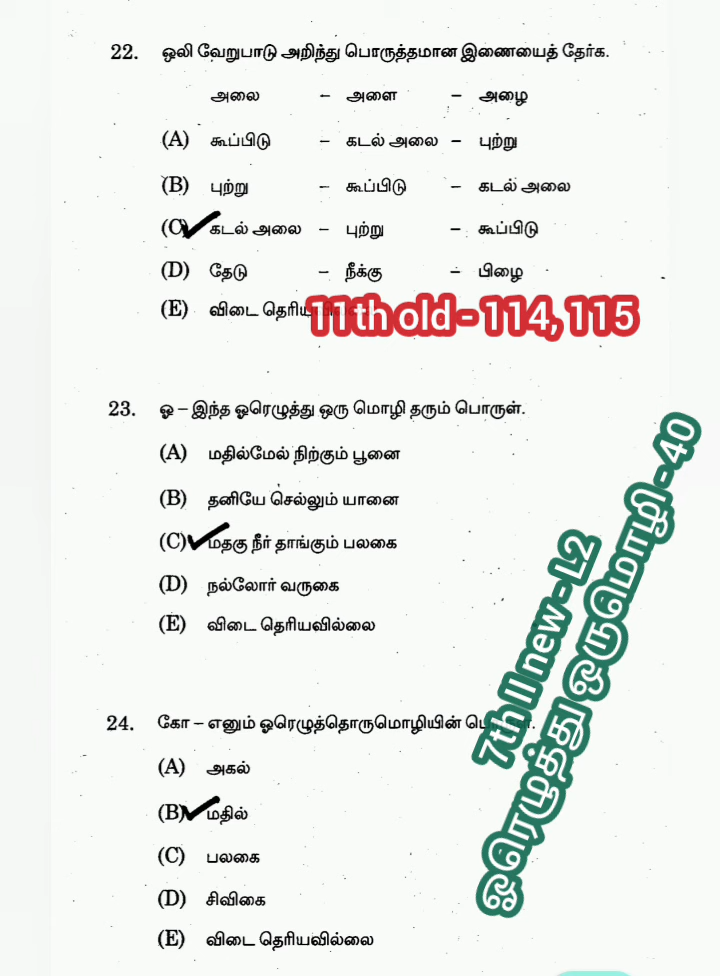 22. ஒலி வேறுபாடு அறிந்து பொருத்தமான இணையைத் தேர்க.
அலை – அளை – அழை
(A) கூப்பிடு – கடல் அலை – புற்று
(B) புற்று – கூப்பிடு – கடல் அலை
(C) கடல் அலை – புற்று – கூப்பிடு
(D) தேடு – நீக்கு – பிழை
(E) விடை
11th old - 114, 115
23. ஓ – இந்த ஓரெழுத்து ஒரு மொழி தரும் பொருள்.
(A) மதில்மேல் நிற்கும் பூனை
(B) தனியே செல்லும் யானை
(C) மதகு நீர் தாங்கும் பலகை
(D) நல்லோர் வருகை
(E) விடை தெரியவில்லை
7th II new - L2
ஓரெழுத்து ஒருமொழி - 40
24. கோ – எனும் ஓரெழுத்தொருமொழியின்
(A) அகல்
(B) மதில்
(C) பலகை
(D) சிவிகை
(E) விடை தெரியவில்லை